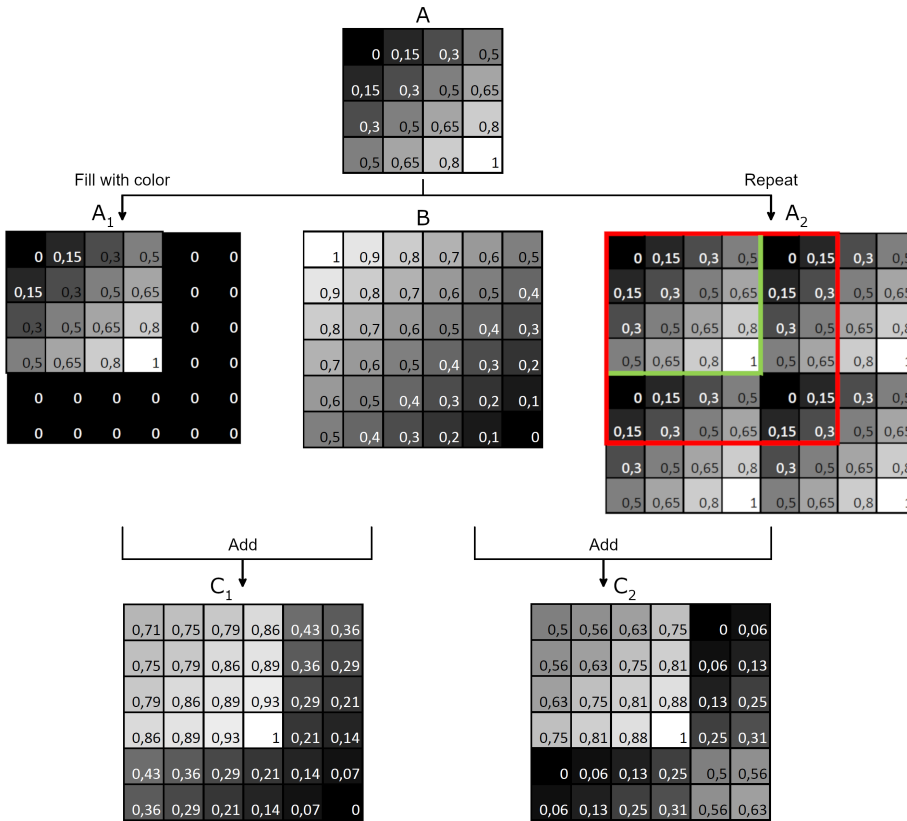 A
0 0,15 0,3 0,5
0,15 0,3 0,5 0,65
0,3 0,5 0,65 0,8
0,5 0,65 0,8 1
Fill with color
Repeat
A1
0 0,15 0,3 0,5 0 0
0,15 0,3 0,5 0,65 0 0
0,3 0,5 0,65 0,8 0 0
0,5 0,65 0,8 1 0 0
0 0 0 0 0 0
0 0 0 0 0 0
B
1 0,9 0,8 0,7 0,6 0,5
0,9 0,8 0,7 0,6 0,5 0,4
0,8 0,7 0,6 0,5 0,4 0,3
0,7 0,6 0,5 0,4 0,3 0,2
0,6 0,5 0,4 0,3 0,2 0,1
0,5 0,4 0,3 0,2 0,1 0
A2
0 0,15 0,3 0,5 0 0,15 0,3 0,5
0,15 0,3 0,5 0,65 0,15 0,3 0,5 0,65
0,3 0,5 0,65 0,8 0,3 0,5 0,65 0,8
0,5 0,65 0,8 1 0,5 0,65 0,8 1
0 0,15 0,3 0,5 0 0,15 0,3 0,5
0,15 0,3 0,5 0,65 0,15 0,3 0,5 0,65
0,3 0,5 0,65 0,8 0,3 0,5 0,65 0,8
0,5 0,65 0,8 1 0,5 0,65 0,8 1
Add
Add
C1
0,71 0,75 0,79 0,86 0,43 0,36
0,75 0,79 0,86 0,89 0,36 0,29
0,79 0,86 0,89 0,93 0,29 0,21
0,86 0,89 0,93 1 0,21 0,14
0,43 0,36 0,29 0,21 0,14 0,07
0,36 0,29 0,21 0,14 0,07 0
C2
0,5 0,56 0,63 0,75 0 0,06
0,56 0,63 0,75 0,81 0,06 0,13
0,63 0,75 0,81 0,88 0,13 0,25
0,75 0,81 0,88 1 0,25 0,31
0 0,06 0,13 0,25 0,5 0,56
0,06 0,13 0,25 0,31 0,56 0,63